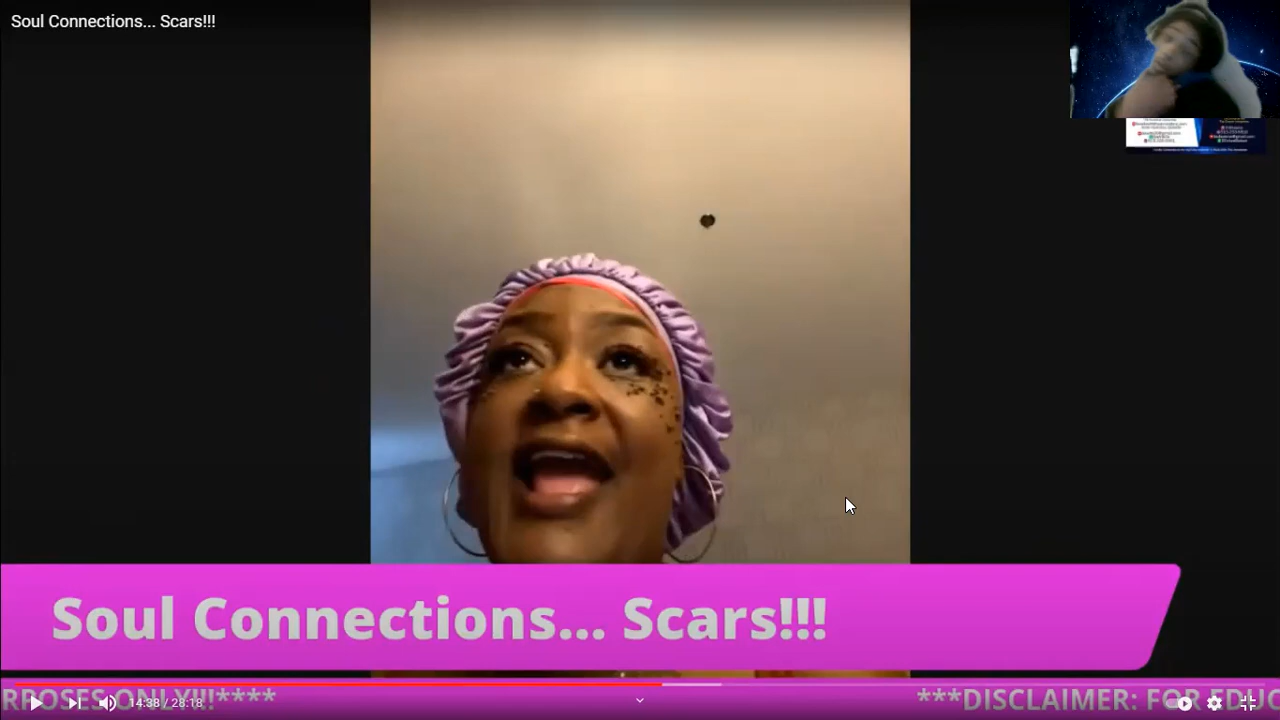 Soul Connections... Scars!!!
Soul Connections... Scars!!!
RPOSES ONLY!!!**** ***DISCLAIMER: FOR EDUC
14:38 / 28:18